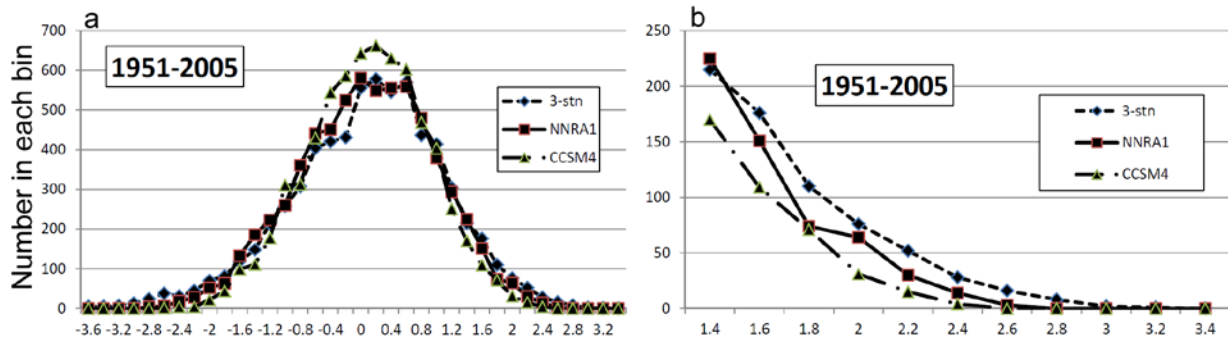 a
1951-2005
Number in each bin
700
600
500
400
300
200
100
0
3-stn
NNRA1
CCSM4
-3.6 -3.2 -2.8 -2.4 -2 -1.6 -1.2 -0.8 -0.4 0 0.4 0.8 1.2 1.6 2 2.4 2.8 3.2
b
1951-2005
250
200
150
100
50
0
3-stn
NNRA1
CCSM4
1.4 1.6 1.8 2 2.2 2.4 2.6 2.8 3 3.2 3.4